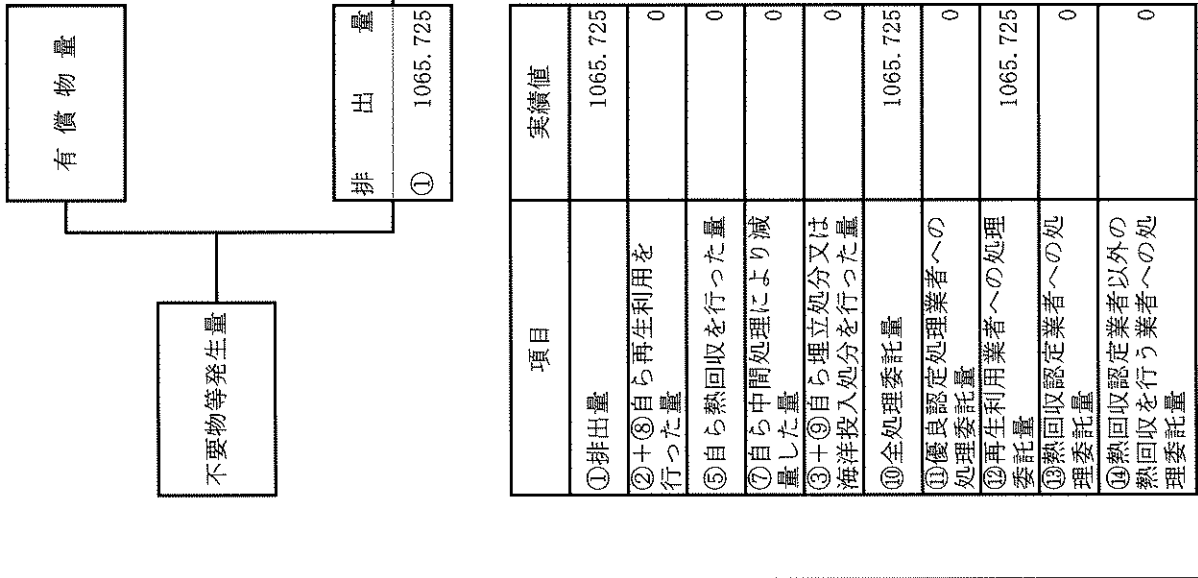 有償物量
不要物等発生量
排出量
① 1065.725
項目 実績値
①排出量 1065.725
②+⑧自ら再生利用を
行った量 0
⑤自ら熱回収を行った量 0
⑦自ら中間処理により減
量した量 0
③+⑨自ら埋立処分又は
海洋投入処分を行った量 0
⑩全処理委託量 1065.725
⑪優良認定処理業者への
処理委託量 0
⑫再生利用業者への処理
委託量 1065.725
⑬熱回収認定業者への処
理委託量 0
⑭熱回収認定業者以外の
熱回収を行う業者への処
理委託量 0